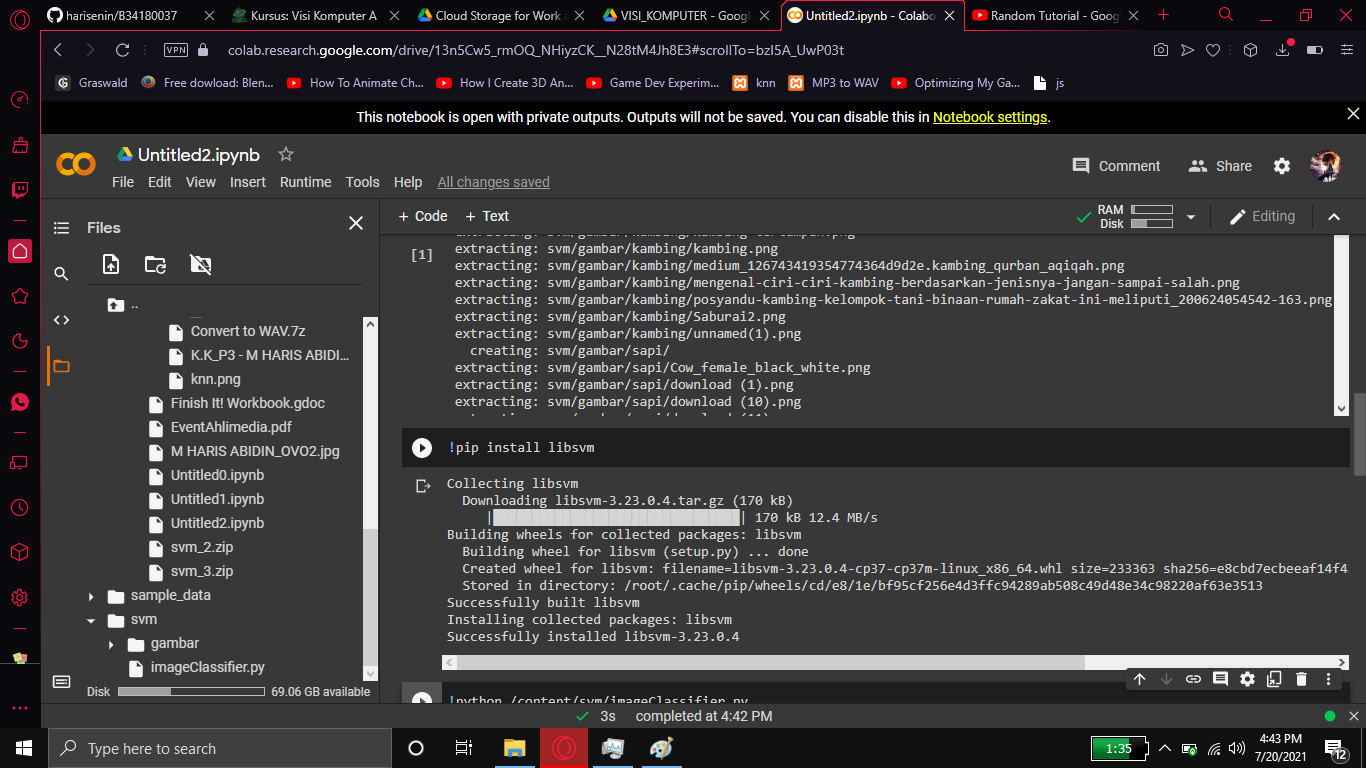 harisenin/B34180037
Kursus: Visi Komputer A
Cloud Storage for Work a
VISI_KOMPUTER - Google
Untitled2.ipynb - Colabo
Random Tutorial - Goog
VPN
colab.research.google.com/drive/13n5Cw5_rmOQ_NHiyzCK__N28tM4Jh8E3#scrollTo=bzI5A_UwP03t
Graswald
Free dowload: Blen...
How To Animate Ch...
How I Create 3D An...
Game Dev Experim...
knn
MP3 to WAV
Optimizing My Ga...
js
This notebook is open with private outputs. Outputs will not be saved. You can disable this in Notebook settings.
Untitled2.ipynb
Comment
Share
File Edit View Insert Runtime Tools Help All changes saved
Files
+ Code + Text
RAM
Disk
Editing
..
Convert to WAV.7z
K.K_P3 - M HARIS ABIDI...
knn.png
Finish It! Workbook.gdoc
EventAhlimedia.pdf
M HARIS ABIDIN_OVO2.jpg
Untitled0.ipynb
Untitled1.ipynb
Untitled2.ipynb
svm_2.zip
svm_3.zip
sample_data
svm
gambar
imageClassifier.py
Disk 69.06 GB available
[1]
extracting: svm/gambar/kambing/kambing.png
extracting: svm/gambar/kambing/medium_126743419354774364d9d2e.kambing_qurban_aqiqah.png
extracting: svm/gambar/kambing/mengenal-ciri-ciri-kambing-berdasarkan-jenisnya-jangan-sampai-salah.png
extracting: svm/gambar/kambing/posyandu-kambing-kelompok-tani-binaan-rumah-zakat-ini-meliputi_200624054542-163.png
extracting: svm/gambar/kambing/Saburai2.png
extracting: svm/gambar/kambing/unnamed(1).png
creating: svm/gambar/sapi/
extracting: svm/gambar/sapi/Cow_female_black_white.png
extracting: svm/gambar/sapi/download (1).png
extracting: svm/gambar/sapi/download (10).png
!pip install libsvm
Collecting libsvm
Downloading libsvm-3.23.0.4.tar.gz (170 kB)
| 170 kB 12.4 MB/s
Building wheels for collected packages: libsvm
Building wheel for libsvm (setup.py) ... done
Created wheel for libsvm: filename=libsvm-3.23.0.4-cp37-cp37m-linux_x86_64.whl size=233363 sha256=e8cbd7ecbeeaf14f4
Stored in directory: /root/.cache/pip/wheels/cd/e8/1e/bf95cf256e4d3ffc94289ab508c49d48e34c98220af63e3513
Successfully built libsvm
Installing collected packages: libsvm
Successfully installed libsvm-3.23.0.4
!python /content/svm/imageClassifier.py
3s completed at 4:42 PM
Type here to search
1:35
4:43 PM
7/20/2021
12